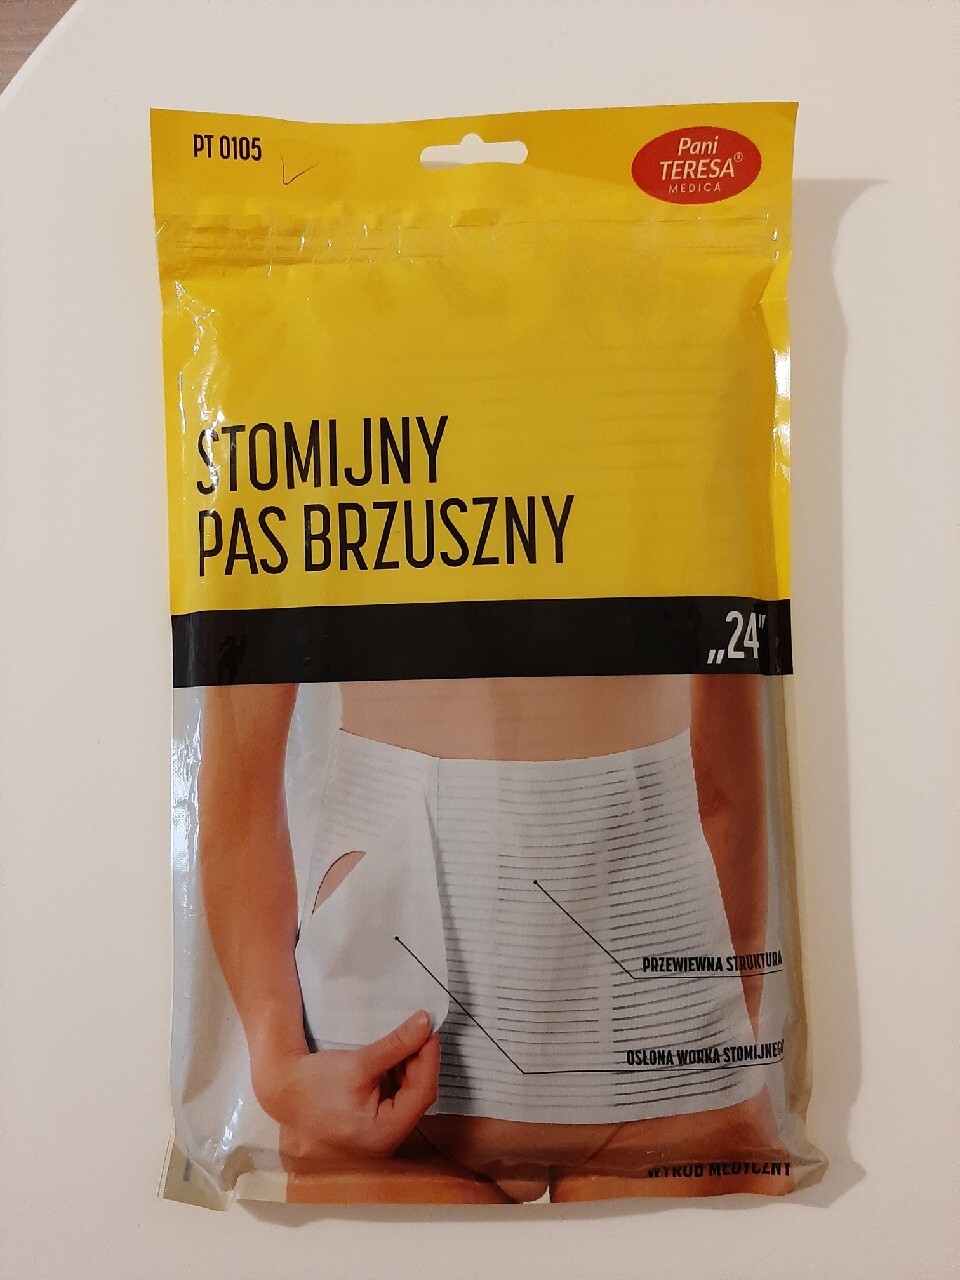 PT 0105
Pani
TERESA®
MEDICA
STOMIJNY
PAS BRZUSZNY
„24”
PRZEWIEWNA STRUKTURA
OSŁONA WORKA STOMIJNEGO
WYRÓB MEDYCZNY